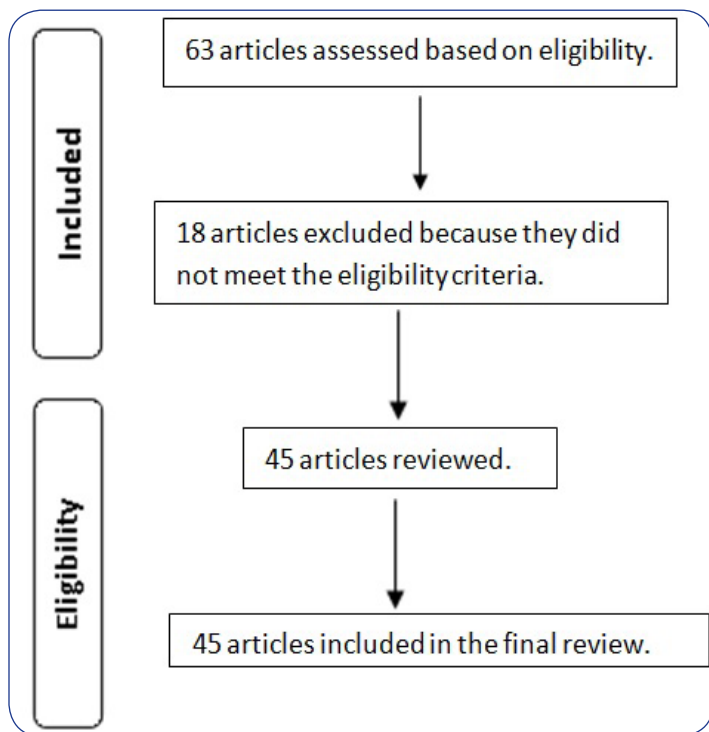 Included
63 articles assessed based on eligibility.
18 articles excluded because they did
not meet the eligibility criteria.
Eligibility
45 articles reviewed.
45 articles included in the final review.